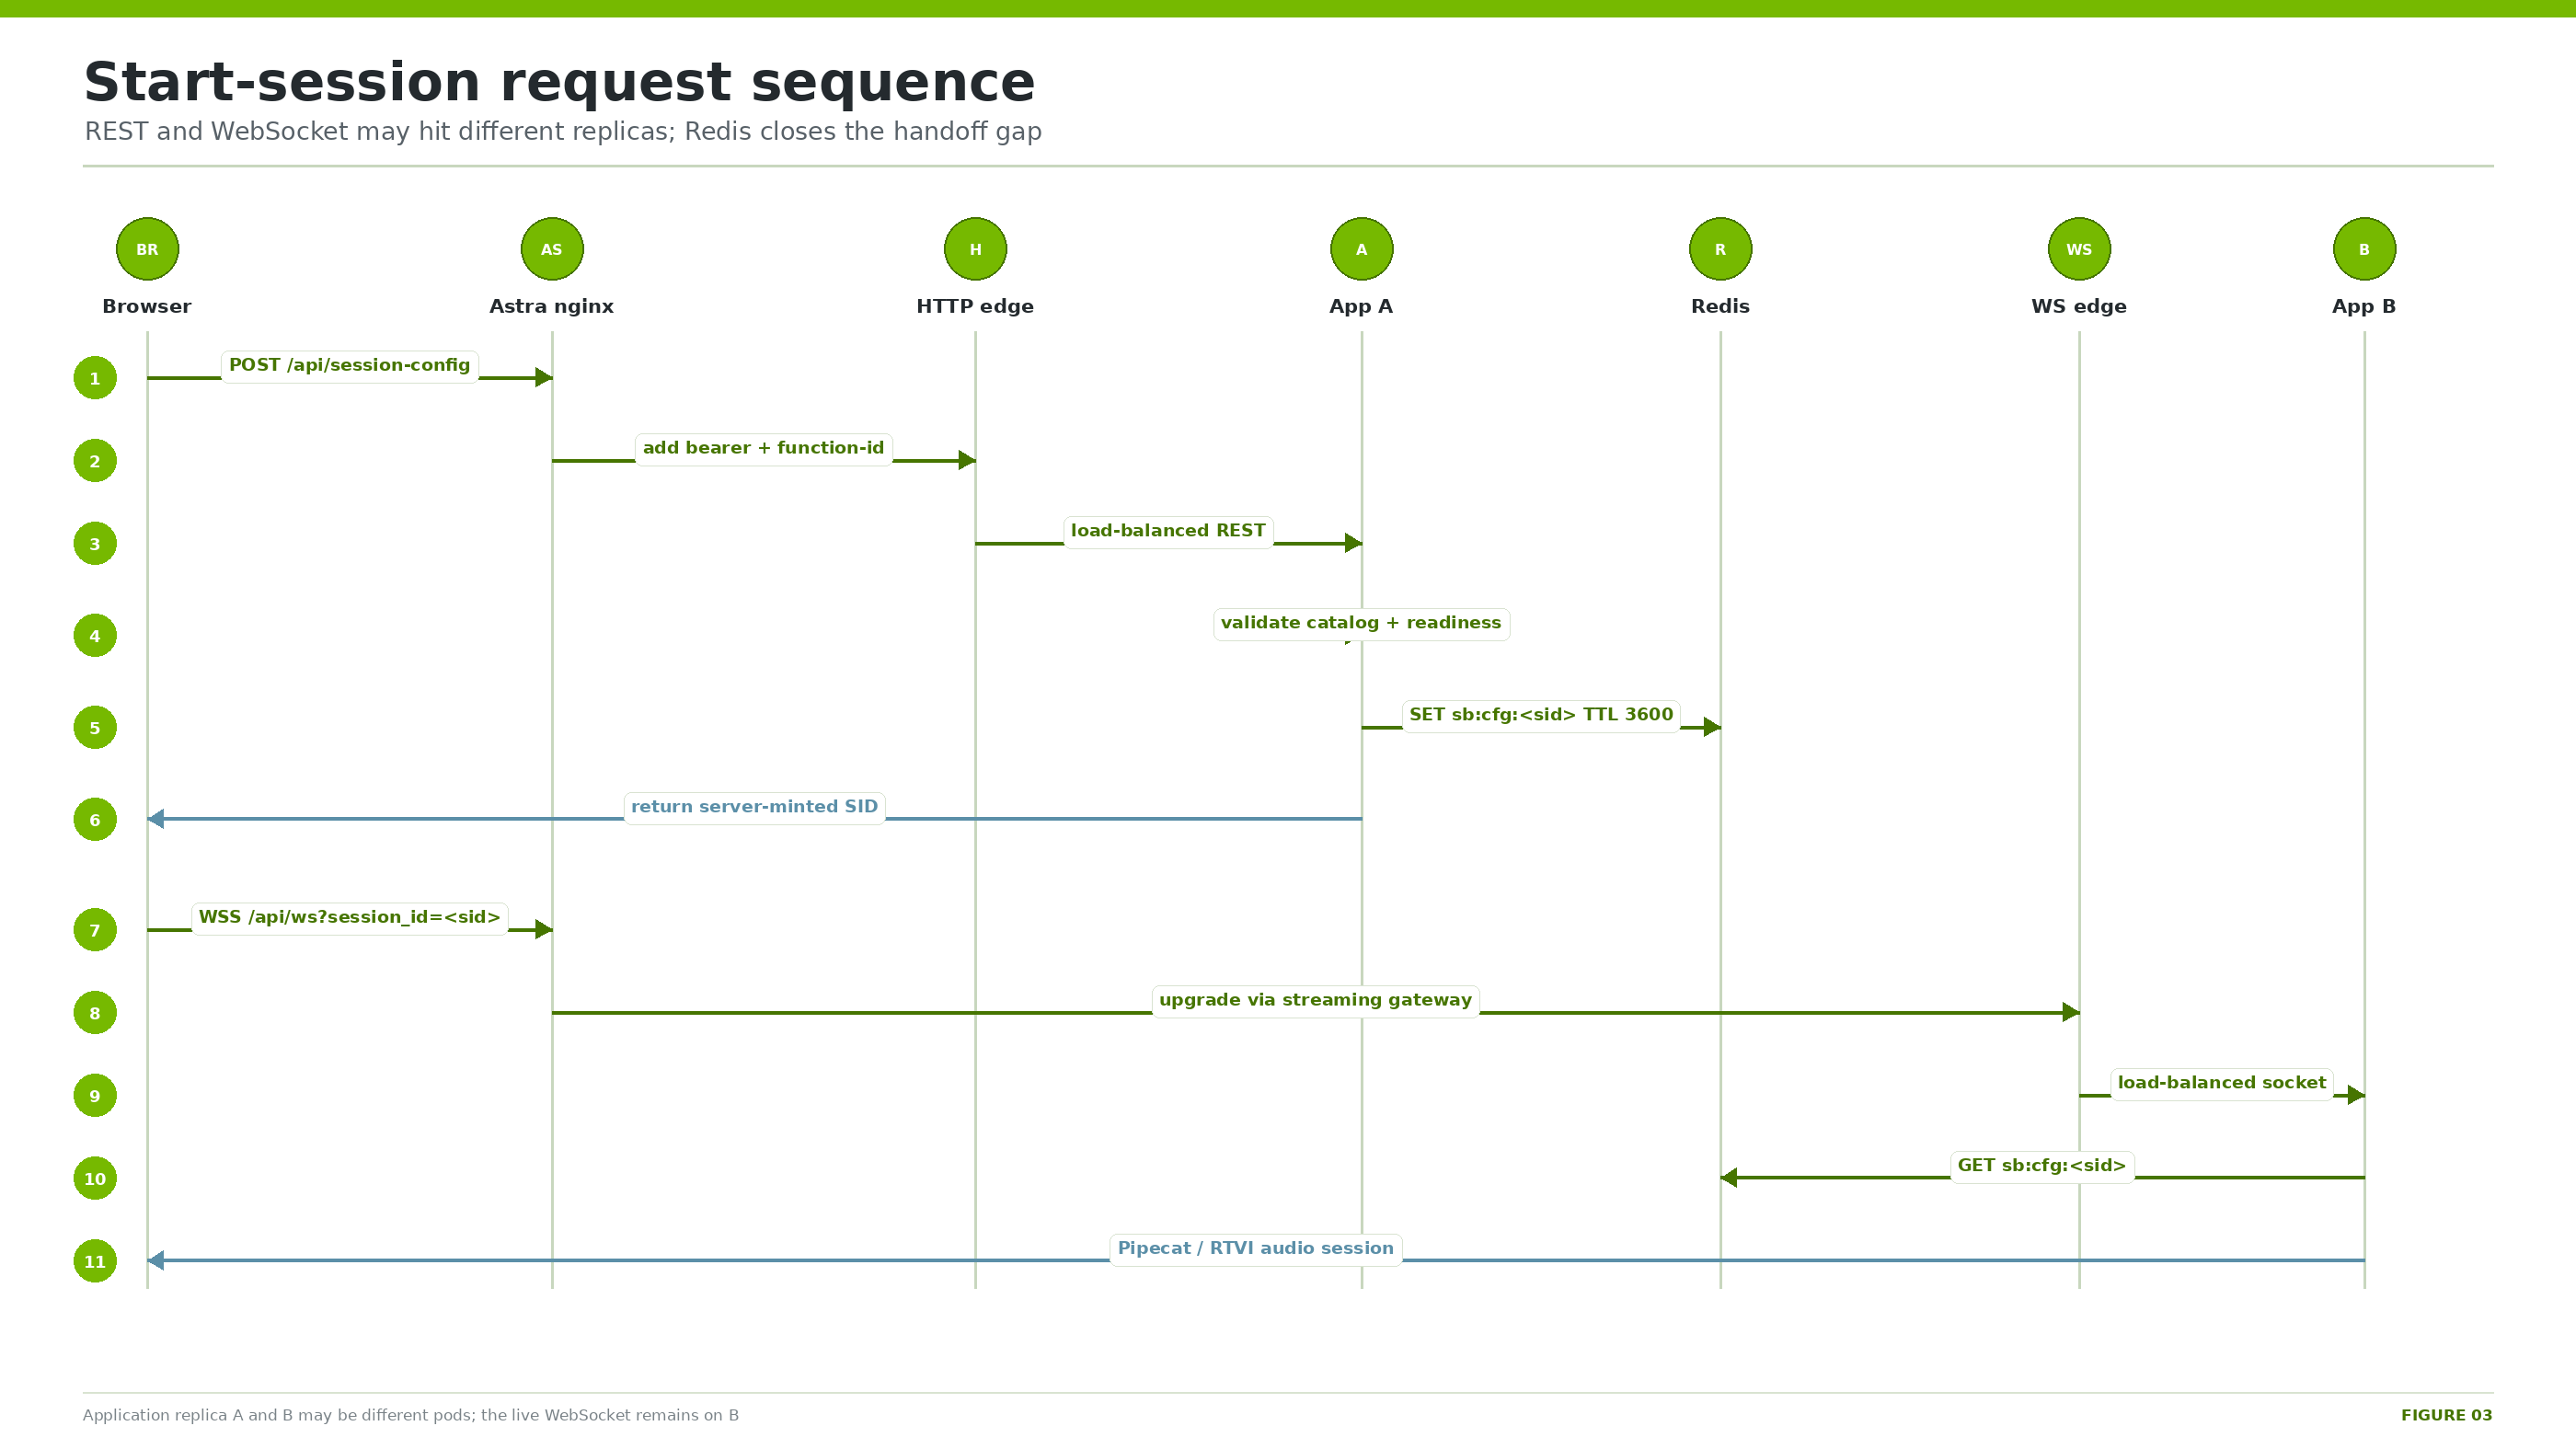 Start-session request sequence
REST and WebSocket may hit different replicas; Redis closes the handoff gap
BR AS H A R WS B
Browser Astra nginx HTTP edge App A Redis WS edge App B
1 POST /api/session-config
2 add bearer + function-id
3 load-balanced REST
4 validate catalog + readiness
5 SET sb:cfg:<sid> TTL 3600
6 return server-minted SID
7 WSS /api/ws?session_id=<sid>
8 upgrade via streaming gateway
9 load-balanced socket
10 GET sb:cfg:<sid>
11 Pipecat / RTVI audio session
Application replica A and B may be different pods; the live WebSocket remains on B
FIGURE 03